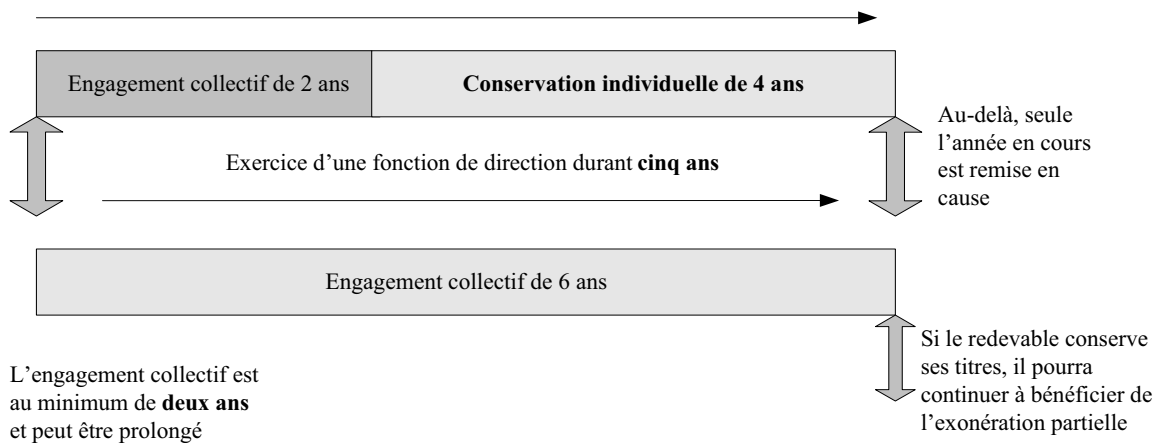 Engagement collectif de 2 ans
Conservation individuelle de 4 ans
Au-delà, seule
l’année en cours
est remise en
cause
Exercice d’une fonction de direction durant cinq ans
Engagement collectif de 6 ans
L’engagement collectif est
au minimum de deux ans
et peut être prolongé
Si le redevable conserve
ses titres, il pourra
continuer à bénéficier de
l’exonération partielle